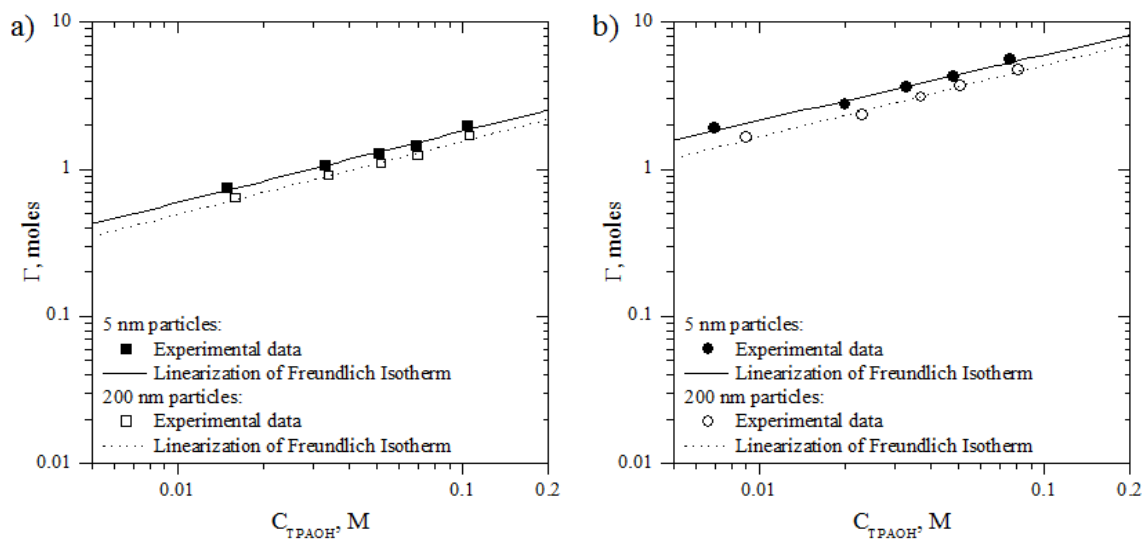 a)
10
1
0.1
0.01
Γ, moles
5 nm particles:
Experimental data
Linearization of Freundlich Isotherm
200 nm particles:
Experimental data
Linearization of Freundlich Isotherm
0.01
0.1
0.2
C_TPAOH, M
b)
10
1
0.1
0.01
Γ, moles
5 nm particles:
Experimental data
Linearization of Freundlich Isotherm
200 nm particles:
Experimental data
Linearization of Freundlich Isotherm
0.01
0.1
0.2
C_TPAOH, M